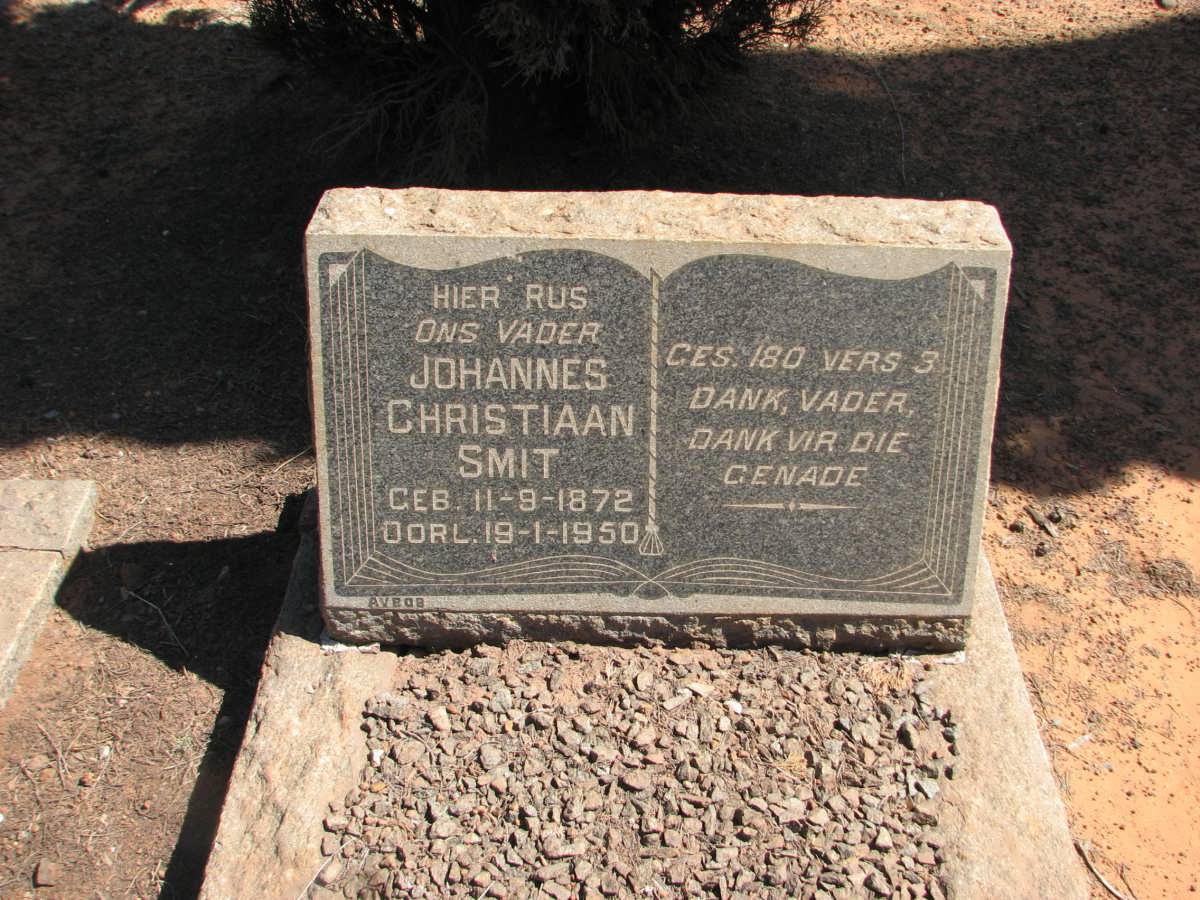 HIER RUS
ONS VADER
JOHANNES
CHRISTIAAN
SMIT
GEB. 11-9-1872
OORL. 19-1-1950
GES. 180 VERS 3.
DANK, VADER,
DANK VIR DIE
GENADE
AVBOB